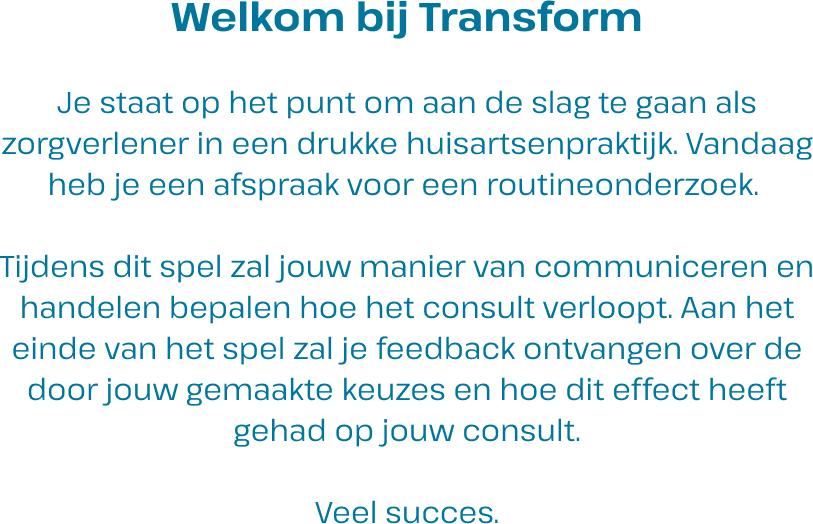 Welkom bij Transform
Je staat op het punt om aan de slag te gaan als
zorgverlener in een drukke huisartsenpraktijk. Vandaag
heb je een afspraak voor een routineonderzoek.
Tijdens dit spel zal jouw manier van communiceren en
handelen bepalen hoe het consult verloopt. Aan het
einde van het spel zal je feedback ontvangen over de
door jouw gemaakte keuzes en hoe dit effect heeft
gehad op jouw consult.
Veel succes.